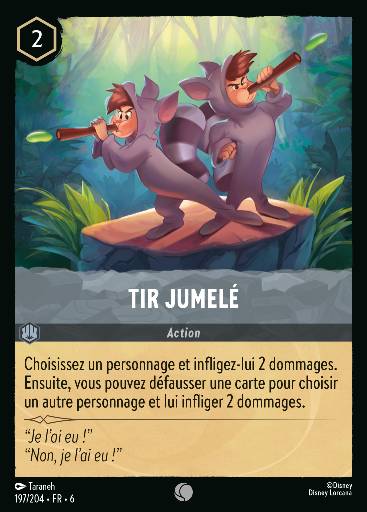 2
TIR JUMELÉ
Action
Choisissez un personnage et infligez-lui 2 dommages.
Ensuite, vous pouvez défausser une carte pour choisir
un autre personnage et lui infliger 2 dommages.
“Je l’ai eu !”
“Non, je l’ai eu !”
Taraneh
©Disney
197/204 • FR • 6
Disney Lorcana